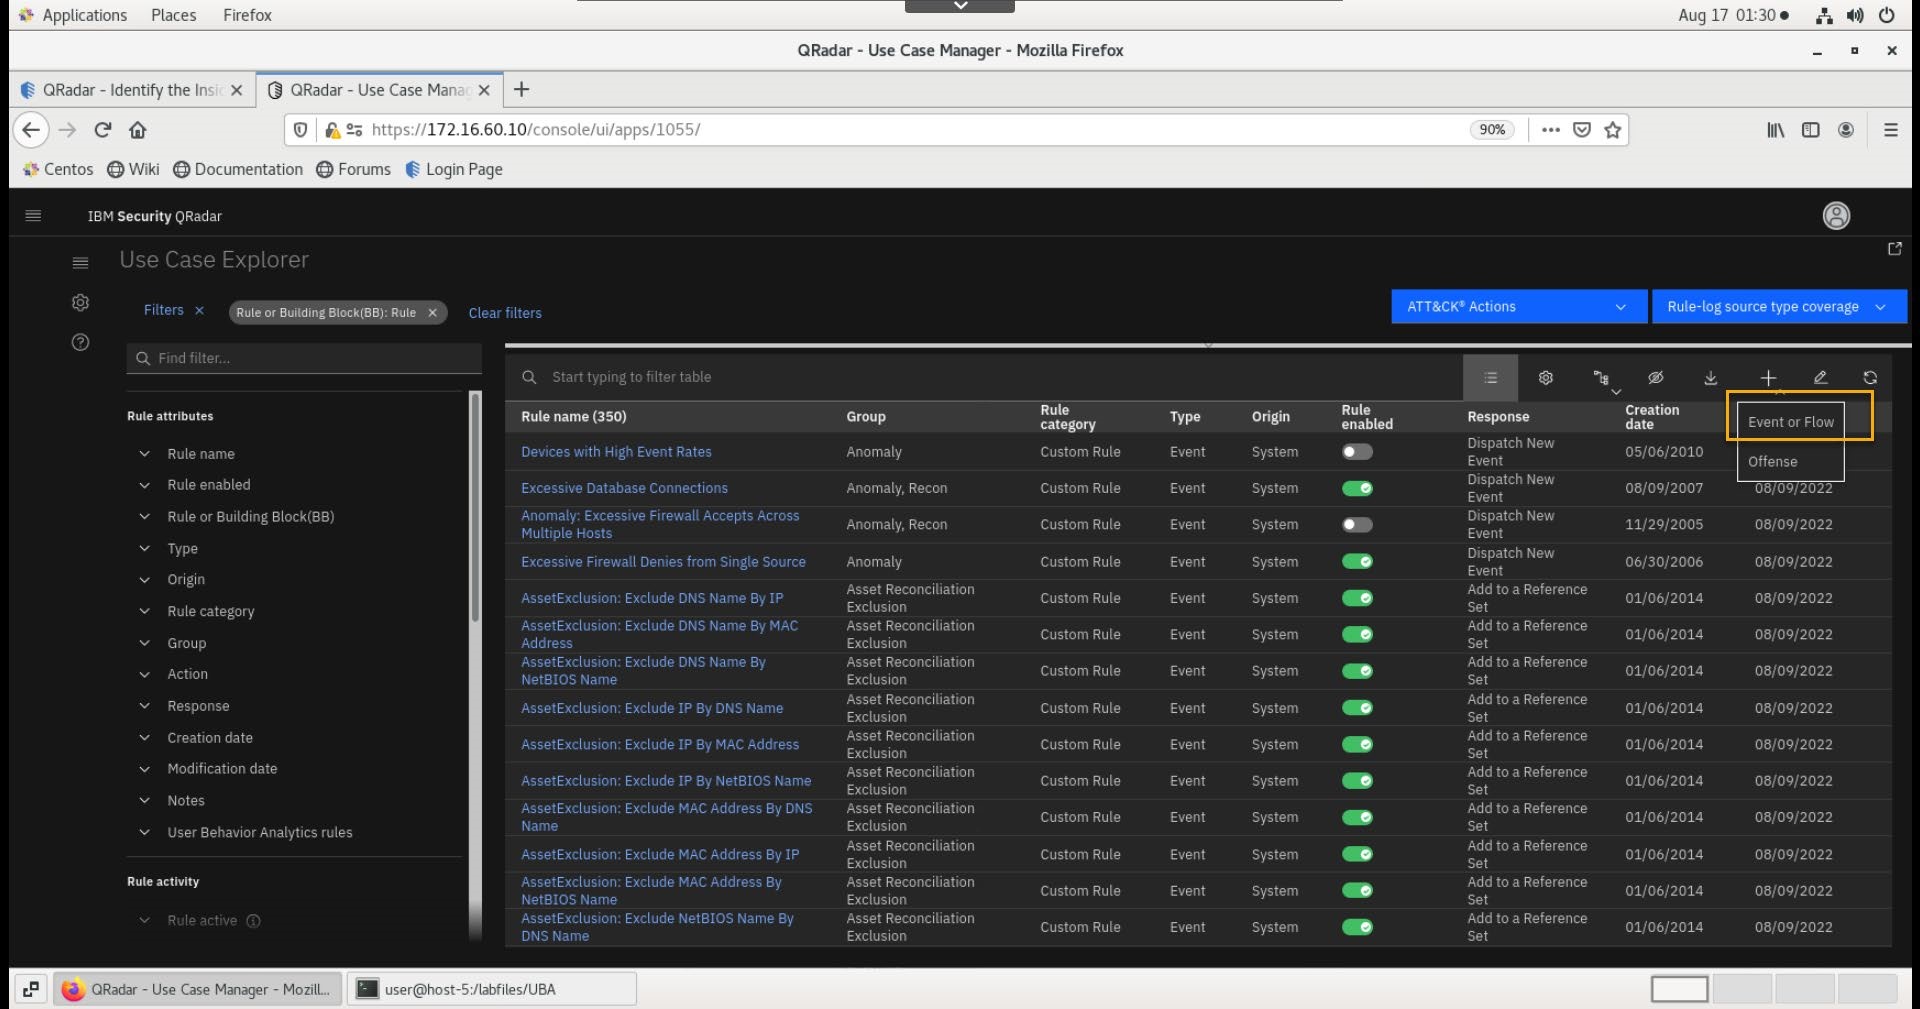 Applications Places Firefox Aug 17 01:30
QRadar - Use Case Manager - Mozilla Firefox
QRadar - Identify the Insi QRadar - Use Case Manag
https://172.16.60.10/console/ui/apps/1055/ 90%
Centos Wiki Documentation Forums Login Page
IBM Security QRadar
Use Case Explorer
Filters Rule or Building Block(BB): Rule Clear filters ATT&CK® Actions Rule-log source type coverage
Find filter...
Start typing to filter table
Rule attributes
Rule name
Rule enabled
Rule or Building Block(BB)
Type
Origin
Rule category
Group
Action
Response
Creation date
Modification date
Notes
User Behavior Analytics rules
Rule activity
Rule active
Rule name (350) Group Rule category Type Origin Rule enabled Response Creation date
Event or Flow
Offense
Devices with High Event Rates Anomaly Custom Rule Event System Dispatch New Event 05/06/2010
Excessive Database Connections Anomaly, Recon Custom Rule Event System Dispatch New Event 08/09/2007 08/09/2022
Anomaly: Excessive Firewall Accepts Across Multiple Hosts Anomaly, Recon Custom Rule Event System Dispatch New Event 11/29/2005 08/09/2022
Excessive Firewall Denies from Single Source Anomaly Custom Rule Event System Dispatch New Event 06/30/2006 08/09/2022
AssetExclusion: Exclude DNS Name By IP Asset Reconciliation Exclusion Custom Rule Event System Add to a Reference Set 01/06/2014 08/09/2022
AssetExclusion: Exclude DNS Name By MAC Address Asset Reconciliation Exclusion Custom Rule Event System Add to a Reference Set 01/06/2014 08/09/2022
AssetExclusion: Exclude DNS Name By NetBIOS Name Asset Reconciliation Exclusion Custom Rule Event System Add to a Reference Set 01/06/2014 08/09/2022
AssetExclusion: Exclude IP By DNS Name Asset Reconciliation Exclusion Custom Rule Event System Add to a Reference Set 01/06/2014 08/09/2022
AssetExclusion: Exclude IP By MAC Address Asset Reconciliation Exclusion Custom Rule Event System Add to a Reference Set 01/06/2014 08/09/2022
AssetExclusion: Exclude IP By NetBIOS Name Asset Reconciliation Exclusion Custom Rule Event System Add to a Reference Set 01/06/2014 08/09/2022
AssetExclusion: Exclude MAC Address By DNS Name Asset Reconciliation Exclusion Custom Rule Event System Add to a Reference Set 01/06/2014 08/09/2022
AssetExclusion: Exclude MAC Address By IP Asset Reconciliation Exclusion Custom Rule Event System Add to a Reference Set 01/06/2014 08/09/2022
AssetExclusion: Exclude MAC Address By NetBIOS Name Asset Reconciliation Exclusion Custom Rule Event System Add to a Reference Set 01/06/2014 08/09/2022
AssetExclusion: Exclude NetBIOS Name By DNS Name Asset Reconciliation Exclusion Custom Rule Event System Add to a Reference Set 01/06/2014 08/09/2022
QRadar - Use Case Manager - Mozill... user@host-5:/labfiles/UBA